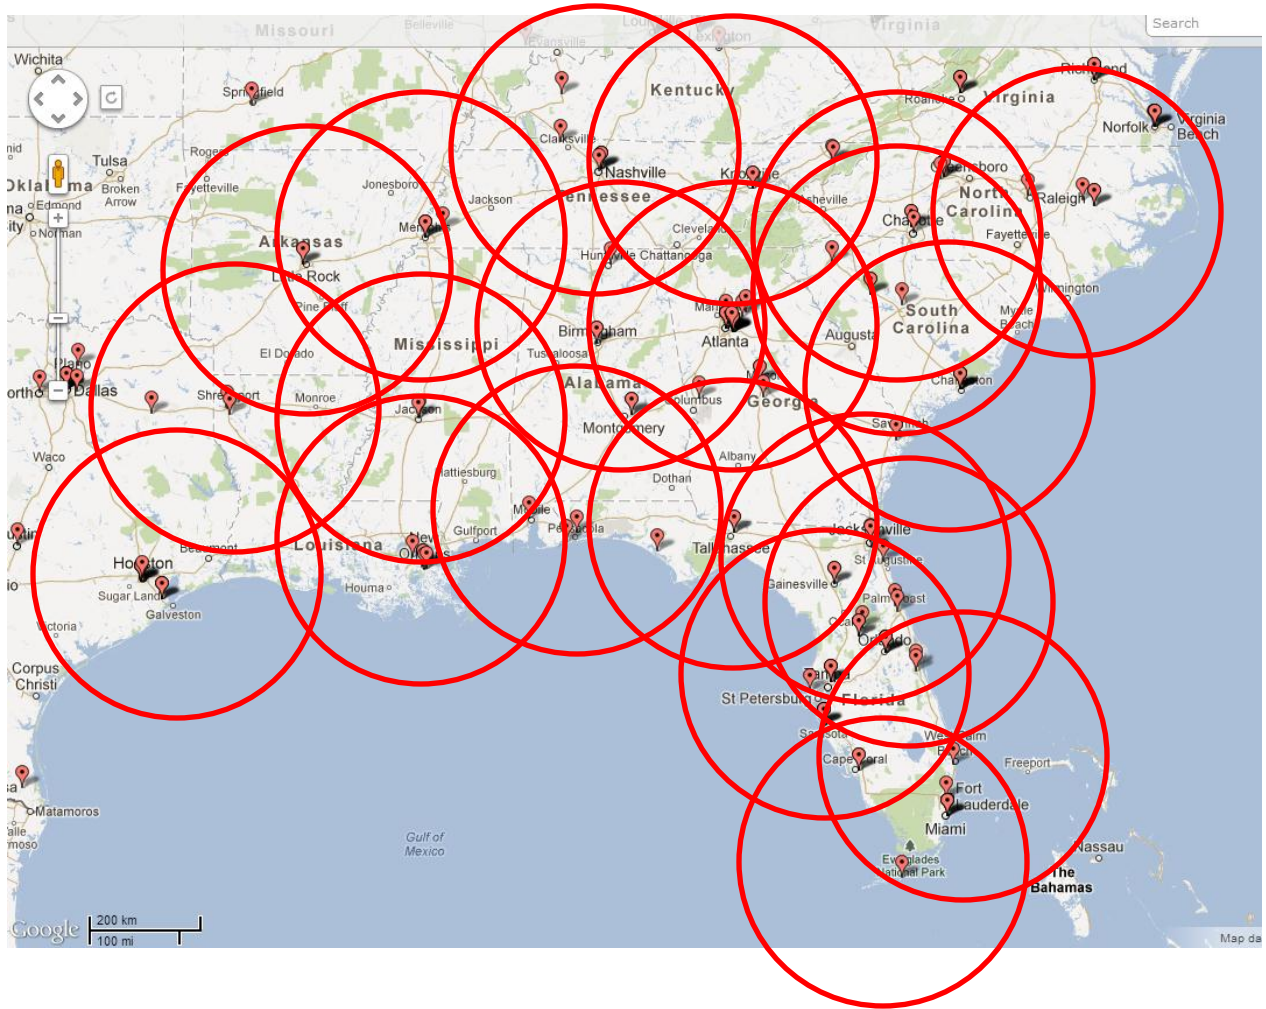 Search
Missouri
Belleville
Virginia
Lexington
Evansville
Wichita
Kentucky
Richmond
Springfield
Roanoke
Virginia
Clarksville
Norfolk
Virginia
Beach
Tulsa
Nashville
Knoxville
Oklahoma
Broken
Arrow
Fayetteville
Jonesboro
Jackson
Tennessee
Asheville
North
Carolina
Raleigh
Edmond
Norman
Memphis
Cleveland
Charlotte
Fayetteville
Arkansas
Huntsville
Chattanooga
Little Rock
Wilmington
Pine Bluff
South
Carolina
Myrtle
Beach
Birmingham
Atlanta
Augusta
Mississippi
El Dorado
Tuscaloosa
Plano
Dallas
Shreveport
Monroe
Alabama
Columbus
Georgia
Charleston
Jackson
Montgomery
Savannah
Waco
Hattiesburg
Albany
Dothan
Mobile
Gulfport
Pensacola
Jacksonville
Louisiana
New
Orleans
Tallahassee
St Augustine
Beaumont
Houston
Houma
Gainesville
Palm Coast
Sugar Land
Galveston
Ocala
Orlando
Victoria
Tampa
St Petersburg
Florida
Corpus
Christi
Sarasota
West Palm
Beach
Cape Coral
Freeport
Fort
Lauderdale
Matamoros
Miami
Gulf of
Mexico
Nassau
Everglades
National Park
The
Bahamas
200 km
100 mi
Google
Map da